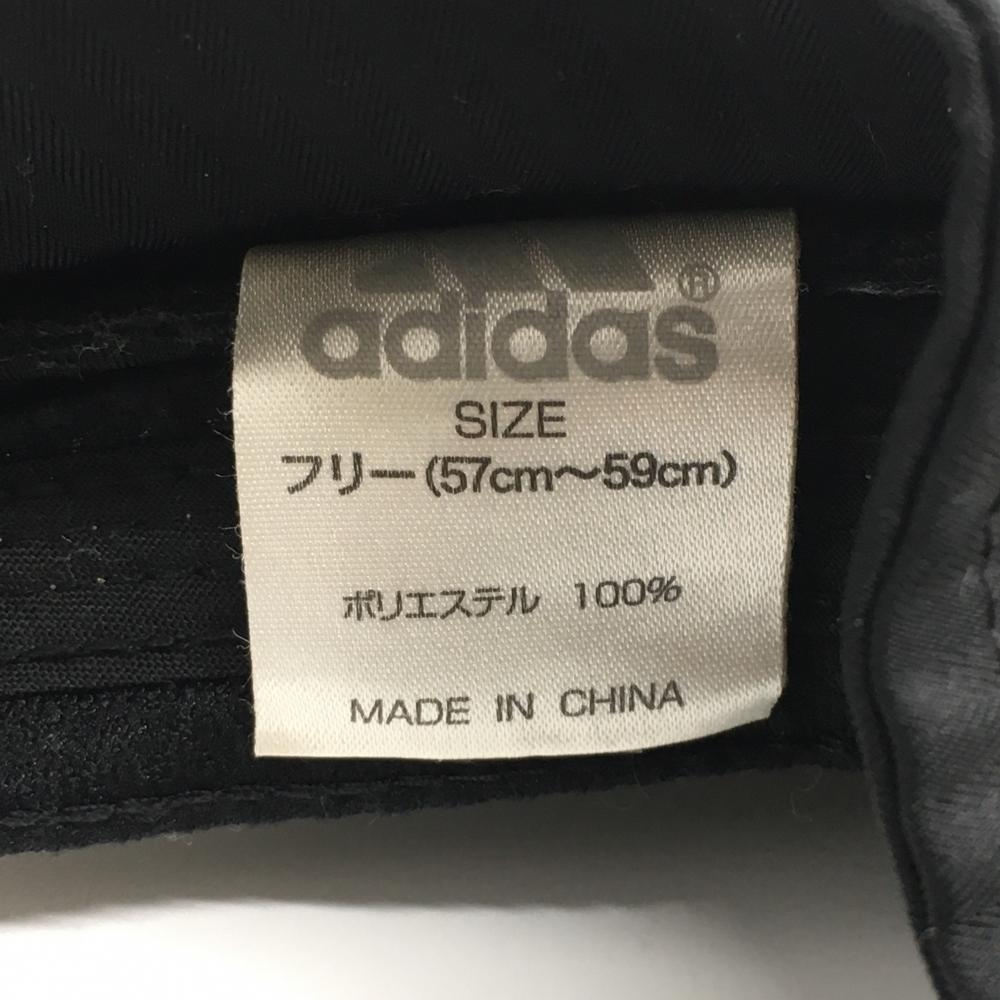 adidas®
SIZE
フリー(57cm〜59cm)
ポリエステル 100%
MADE IN CHINA